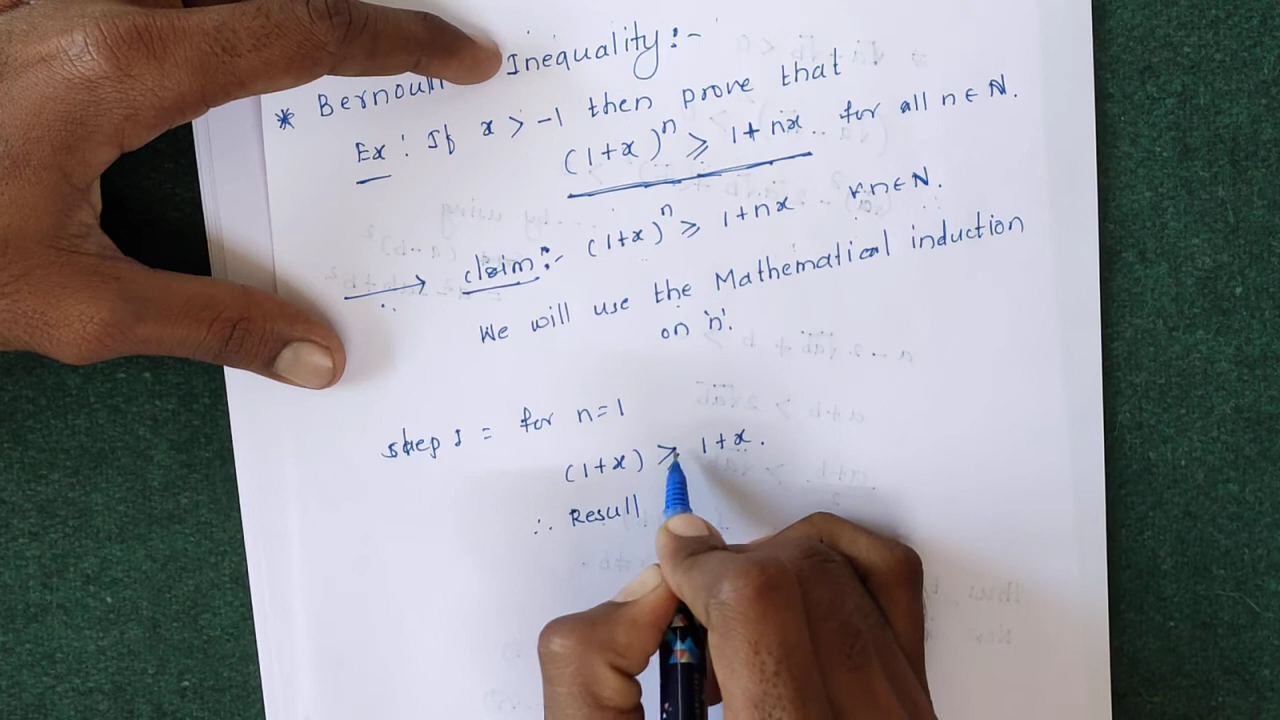 * Bernoull Inequality:-
Ex: If x > -1 then prove that
(1+x)^n ≥ 1+nx for all n∈N.
claim:- (1+x)^n ≥ 1+nx ∀n∈N.
We will use the Mathematical induction
on 'n'.
step 1 = for n=1
(1+x) ≥ 1+x.
∴ Result